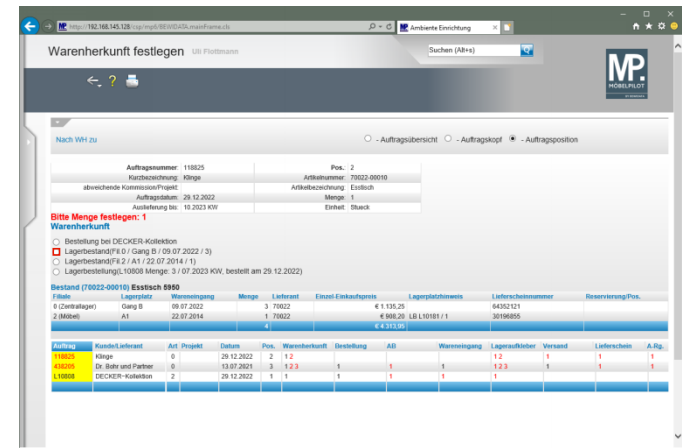 http://192.168.145.128/csp/mp8/BEWIDATA.mainFrame.cls
Ambiente Einrichtung
Warenherkunft festlegen Uli Flottmann
Suchen (Alt+s)
MP.
MÖBELPILOT
Nach WH zu
- Auftragsübersicht - Auftragskopf - Auftragsposition
Auftragsnummer 118825 Pos. 2
Kurzbezeichnung: Klinge Artikelnummer: 70022-00010
abweichende Kommission/Projekt: Artikelbezeichnung: Esstisch
Auftragsdatum: 29.12.2022 Menge: 1
Auslieferung bis: 10.2023 KW Einheit: Stueck
Bitte Menge festlegen: 1
Warenherkunft
Bestellung bei DECKER-Kollektion
Lagerbestand(Fil.0 / Gang B / 09.07.2022 / 3)
Lagerbestand(Fil.2 / A1 / 22.07.2014 / 1)
Lagerbestellung(L10808 Menge: 3 / 07.2023 KW, bestellt am 29.12.2022)
Bestand (70022-00010) Esstisch 5950
Filiale Lagerplatz Wareneingang Menge Lieferant Einzel-Einkaufspreis Lagerplatzhinweis Lieferscheinnummer Reservierung/Pos.
0 (Zentrallager) Gang B 09.07.2022 3 70022 € 1.135,25 64352121
2 (Möbel) A1 22.07.2014 1 70022 € 908,20 LB L10181 / 1 30196855
4 € 4.313,95
Auftrag Kunde/Lieferant Art Projekt Datum Pos. Warenherkunft Bestellung AB Wareneingang Lageraufkleber Versand Lieferschein A.-Rg.
118825 Klinge 0 29.12.2022 2 1 2 1 2 1 1 1
438205 Dr. Bohr und Partner 0 13.07.2021 3 1 2 3 1 1 1 1 2 3 1 1 1
L10808 DECKER-Kollektion 2 29.12.2022 1 1 1 1 1 1